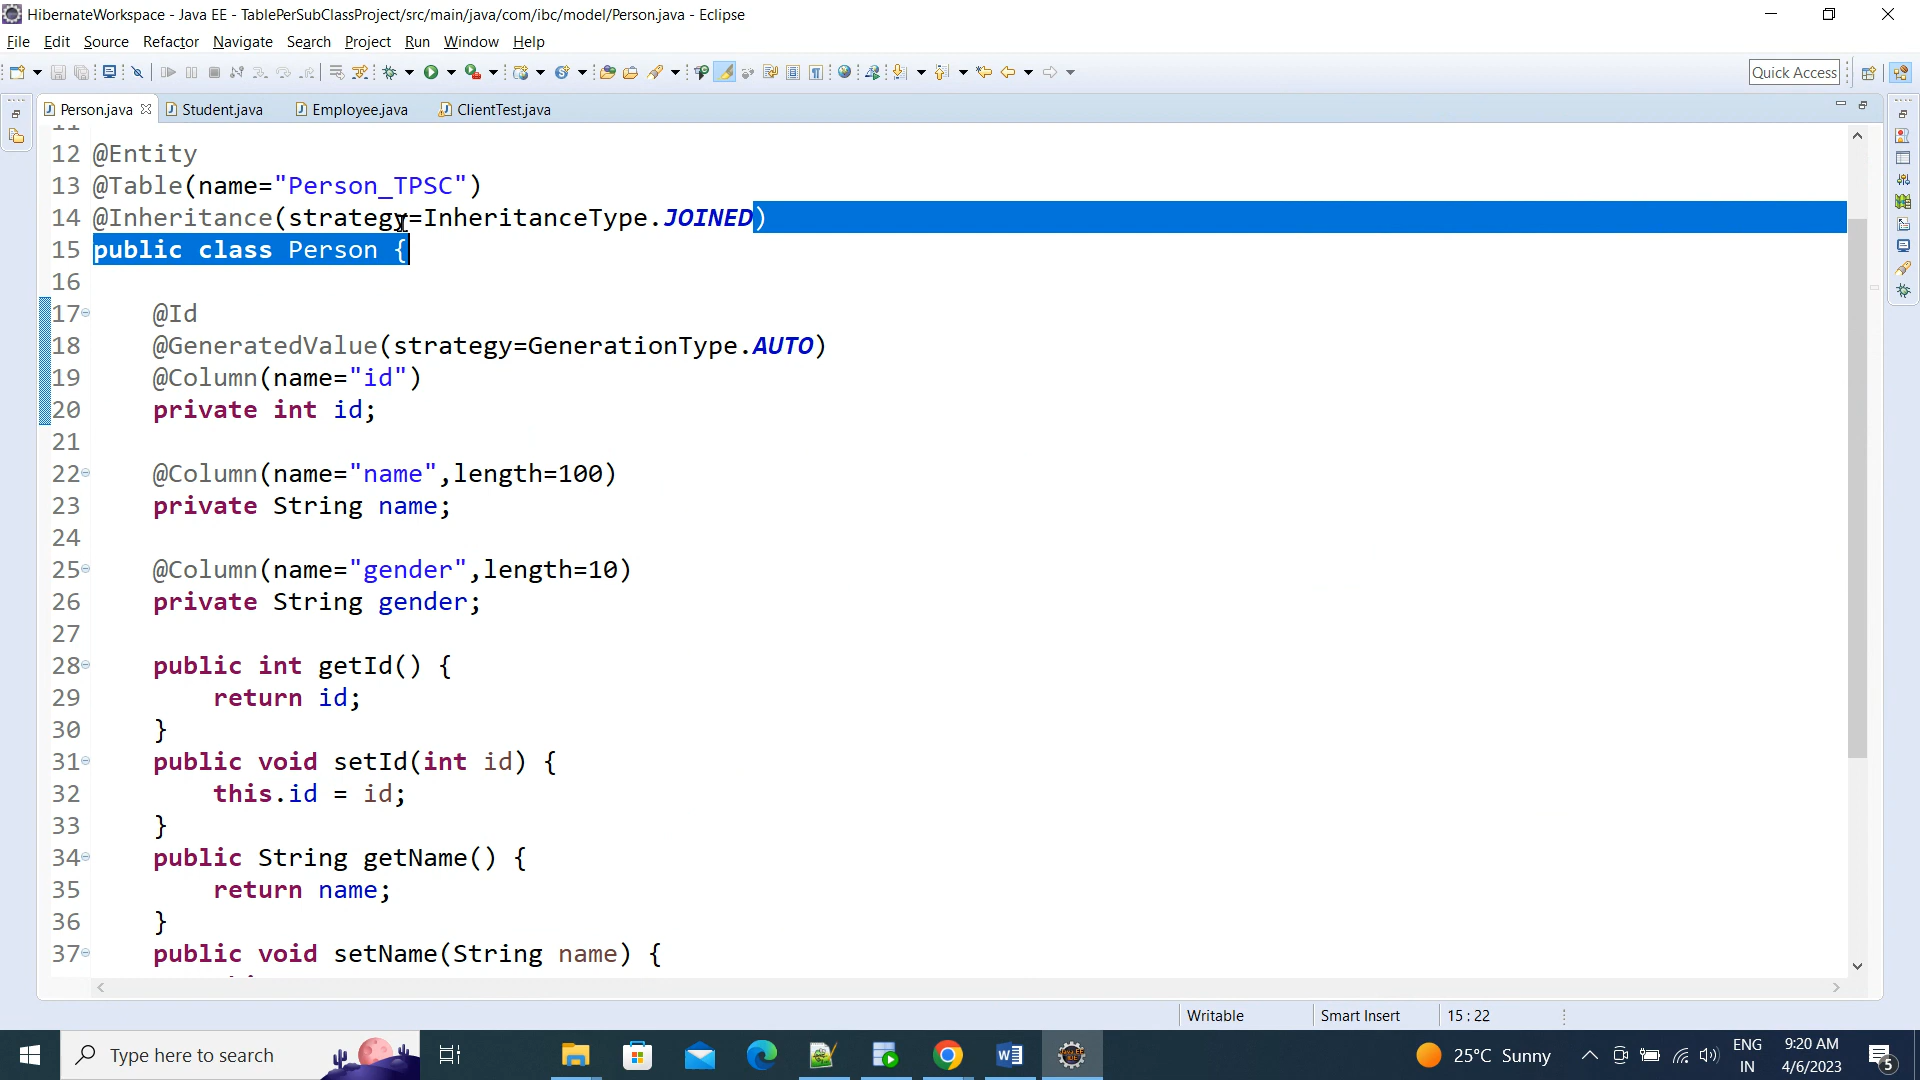 HibernateWorkspace - Java EE - TablePerSubClassProject/src/main/java/com/ibc/model/Person.java - Eclipse
File Edit Source Refactor Navigate Search Project Run Window Help
Quick Access
Person.java Student.java Employee.java ClientTest.java
11
12 @Entity
13 @Table(name="Person_TPSC")
14 @Inheritance(strategy=InheritanceType.JOINED)
15 public class Person {
16
17 @Id
18 @GeneratedValue(strategy=GenerationType.AUTO)
19 @Column(name="id")
20 private int id;
21
22 @Column(name="name",length=100)
23 private String name;
24
25 @Column(name="gender",length=10)
26 private String gender;
27
28 public int getId() {
29 return id;
30 }
31 public void setId(int id) {
32 this.id = id;
33 }
34 public String getName() {
35 return name;
36 }
37 public void setName(String name) {
Writable Smart Insert 15 : 22
Type here to search
25°C Sunny
ENG
IN
9:20 AM
4/6/2023
5